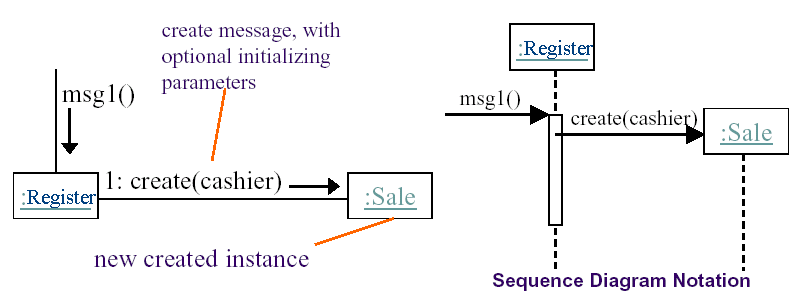 create message, with
optional initializing
parameters
msg1()
:Register
1: create(cashier)
:Sale
new created instance
:Register
msg1()
create(cashier)
:Sale
Sequence Diagram Notation